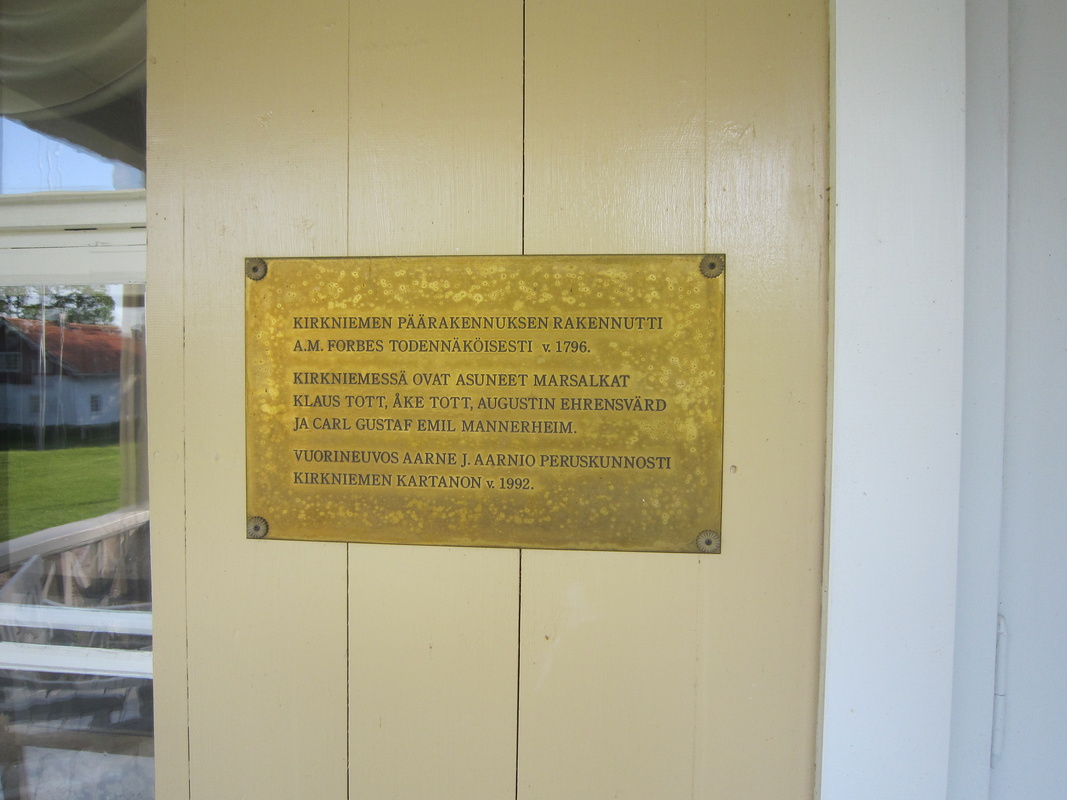 KIRKNIEMEN PÄÄRAKENNUKSEN RAKENNUTTI
A.M. FORBES TODENNÄKÖISESTI v. 1796.
KIRKNIEMESSÄ OVAT ASUNEET MARSALKAT
KLAUS TOTT, ÅKE TOTT, AUGUSTIN EHRENSVÄRD
JA CARL GUSTAF EMIL MANNERHEIM.
VUORINEUVOS AARNE J. AARNIO PERUSKUNNOSTI
KIRKNIEMEN KARTANON v. 1992.